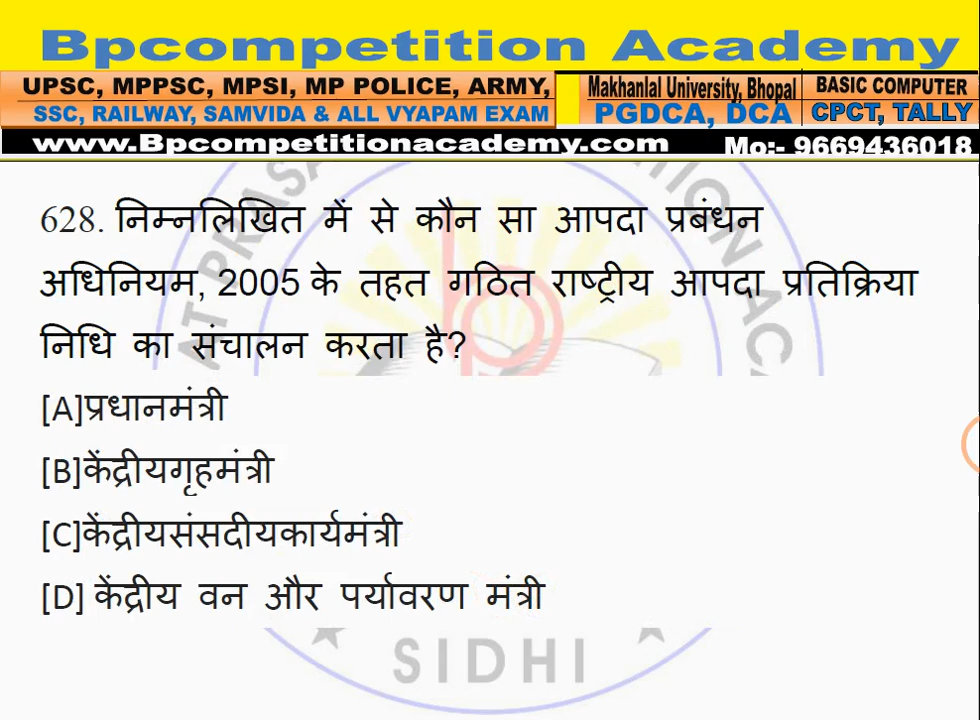 Bpcompetition Academy
UPSC, MPPSC, MPSI, MP POLICE, ARMY,
SSC, RAILWAY, SAMVIDA & ALL VYAPAM EXAM
Makhanlal University, Bhopal
PGDCA, DCA
BASIC COMPUTER
CPCT, TALLY
www.Bpcompetitionacademy.com
Mo:- 9669436018
628. निम्नलिखित में से कौन सा आपदा प्रबंधन
अधिनियम, 2005 के तहत गठित राष्ट्रीय आपदा प्रतिक्रिया
निधि का संचालन करता है?
[A]प्रधानमंत्री
[B]केंद्रीयगृहमंत्री
[C]केंद्रीयसंसदीयकार्यमंत्री
[D] केंद्रीय वन और पर्यावरण मंत्री
SIDHI